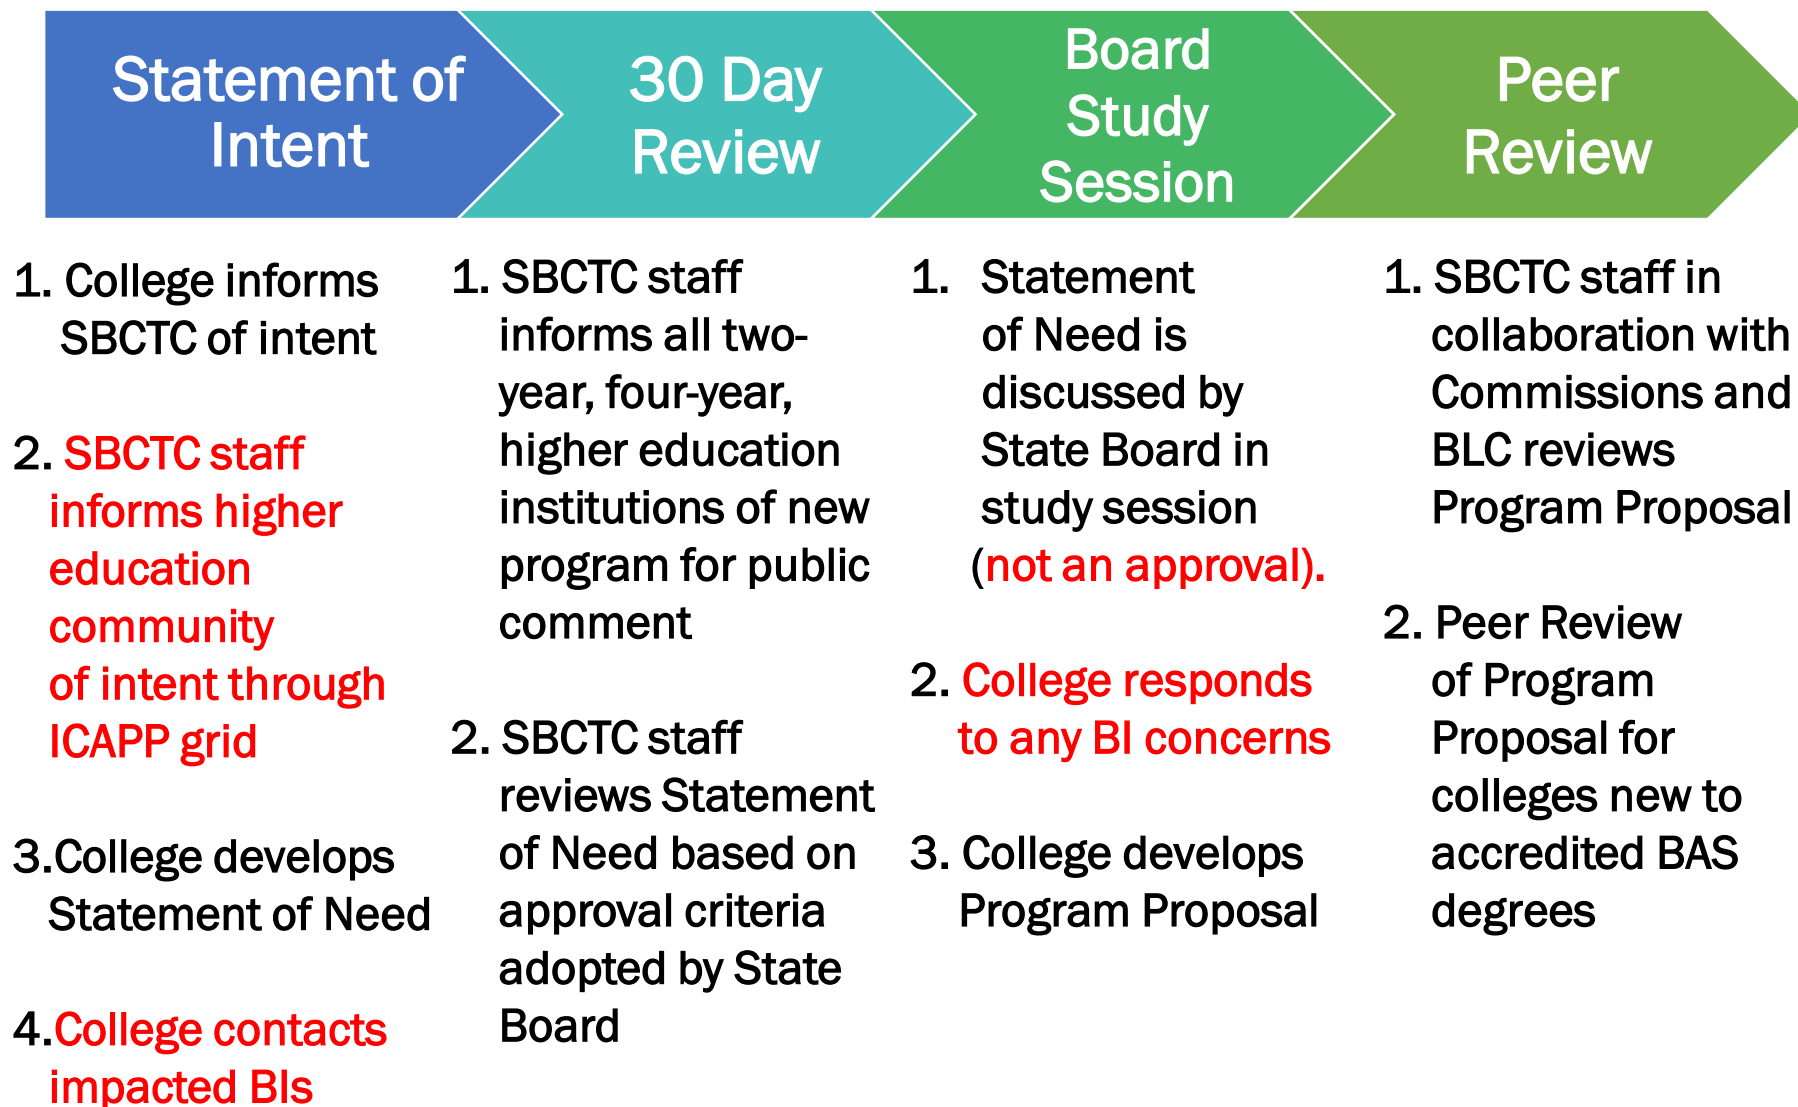 Statement of
Intent
30 Day
Review
Board
Study
Session
Peer
Review
1. College informs
SBCTC of intent
2. SBCTC staff
informs higher
education
community
of intent through
ICAPP grid
3.College develops
Statement of Need
4.College contacts
impacted BIs
1. SBCTC staff
informs all two-
year, four-year,
higher education
institutions of new
program for public
comment
2. SBCTC staff
reviews Statement
of Need based on
approval criteria
adopted by State
Board
1. Statement
of Need is
discussed by
State Board in
study session
(not an approval).
2. College responds
to any BI concerns
3. College develops
Program Proposal
1. SBCTC staff in
collaboration with
Commissions and
BLC reviews
Program Proposal
2. Peer Review
of Program
Proposal for
colleges new to
accredited BAS
degrees